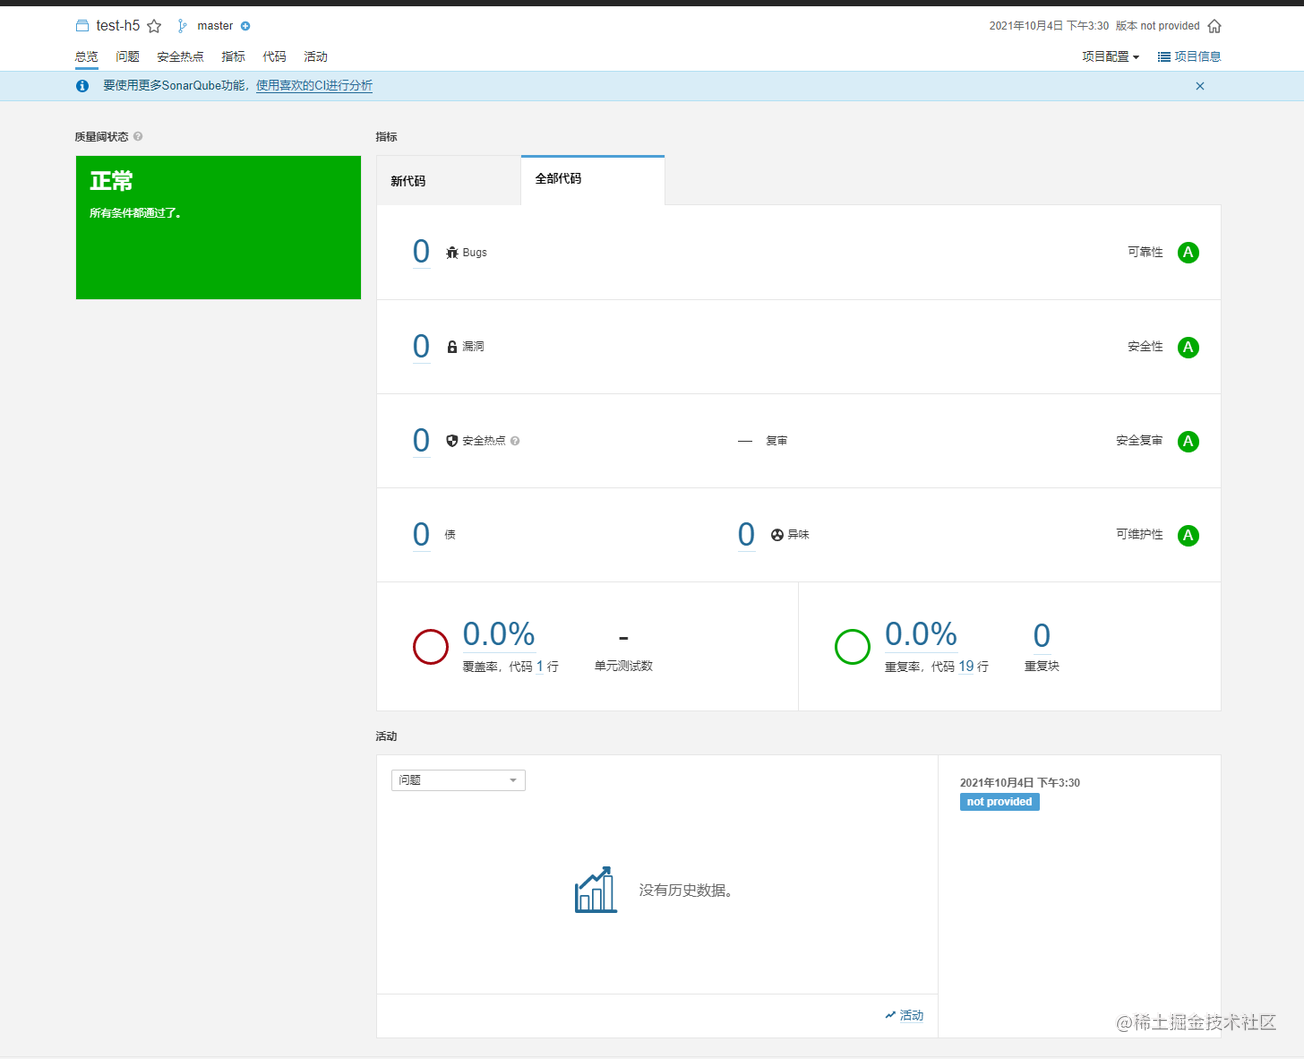 test-h5 master 2021年10月4日 下午3:30 版本 not provided
总览 问题 安全热点 指标 代码 活动 项目配置 项目信息
要使用更多SonarQube功能，使用喜欢的CI进行分析
质量阈状态 指标
正常
所有条件都通过了。
新代码 全部代码
0 Bugs 可靠性 A
0 漏洞 安全性 A
0 安全热点 — 复审 安全复审 A
0 债 0 异味 可维护性 A
0.0% - 0.0% 0
覆盖率，代码 1 行 单元测试数 重复率，代码 19 行 重复块
活动
问题 2021年10月4日 下午3:30
not provided
没有历史数据。
活动
@稀土掘金技术社区